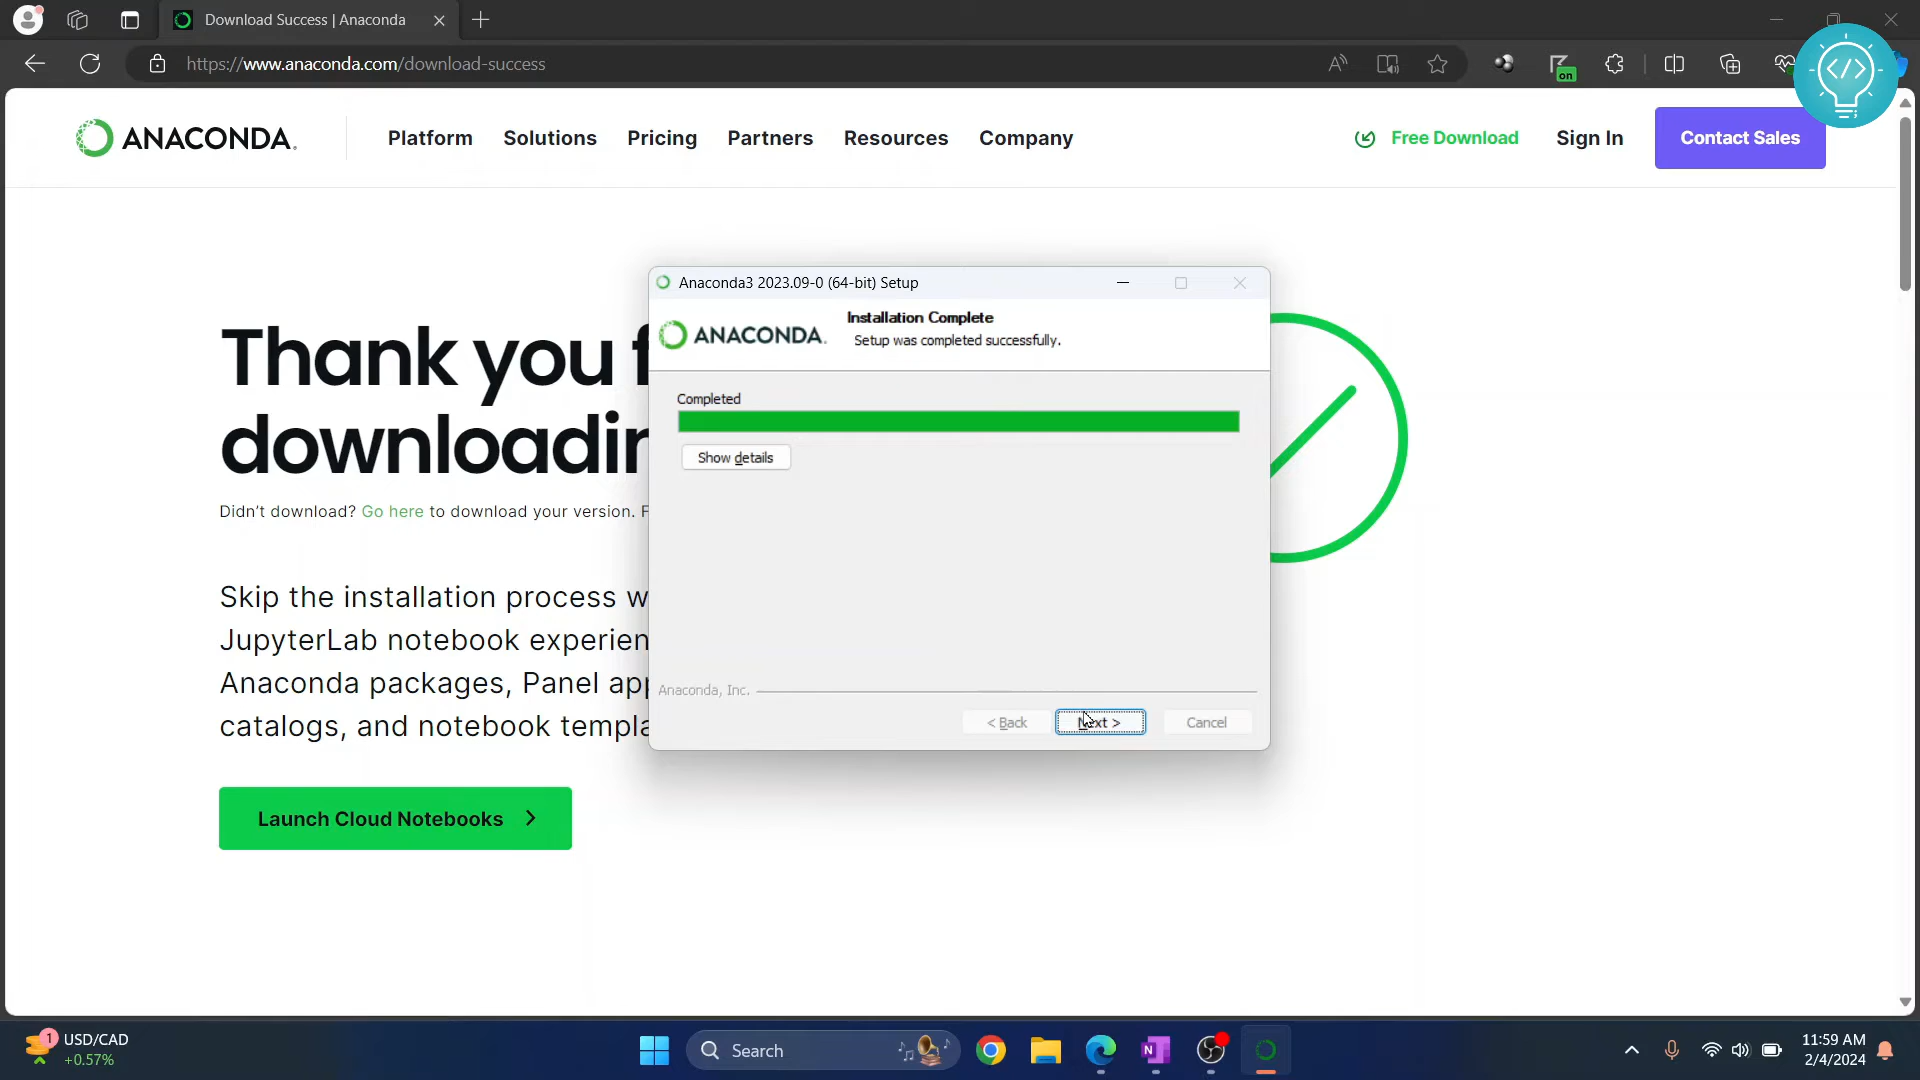 Download Success | Anaconda
https://www.anaconda.com/download-success
on
ANACONDA.
Platform
Solutions
Pricing
Partners
Resources
Company
Free Download
Sign In
Contact Sales
Anaconda3 2023.09-0 (64-bit) Setup
ANACONDA.
Installation Complete
Setup was completed successfully.
Completed
Show details
Anaconda, Inc.
< Back
Next >
Cancel
Thank you f
downloadin
Didn't download? Go here to download your version. F
Skip the installation process w
JupyterLab notebook experien
Anaconda packages, Panel app
catalogs, and notebook templa
Launch Cloud Notebooks
1
USD/CAD
+0.57%
Search
11:59 AM
2/4/2024